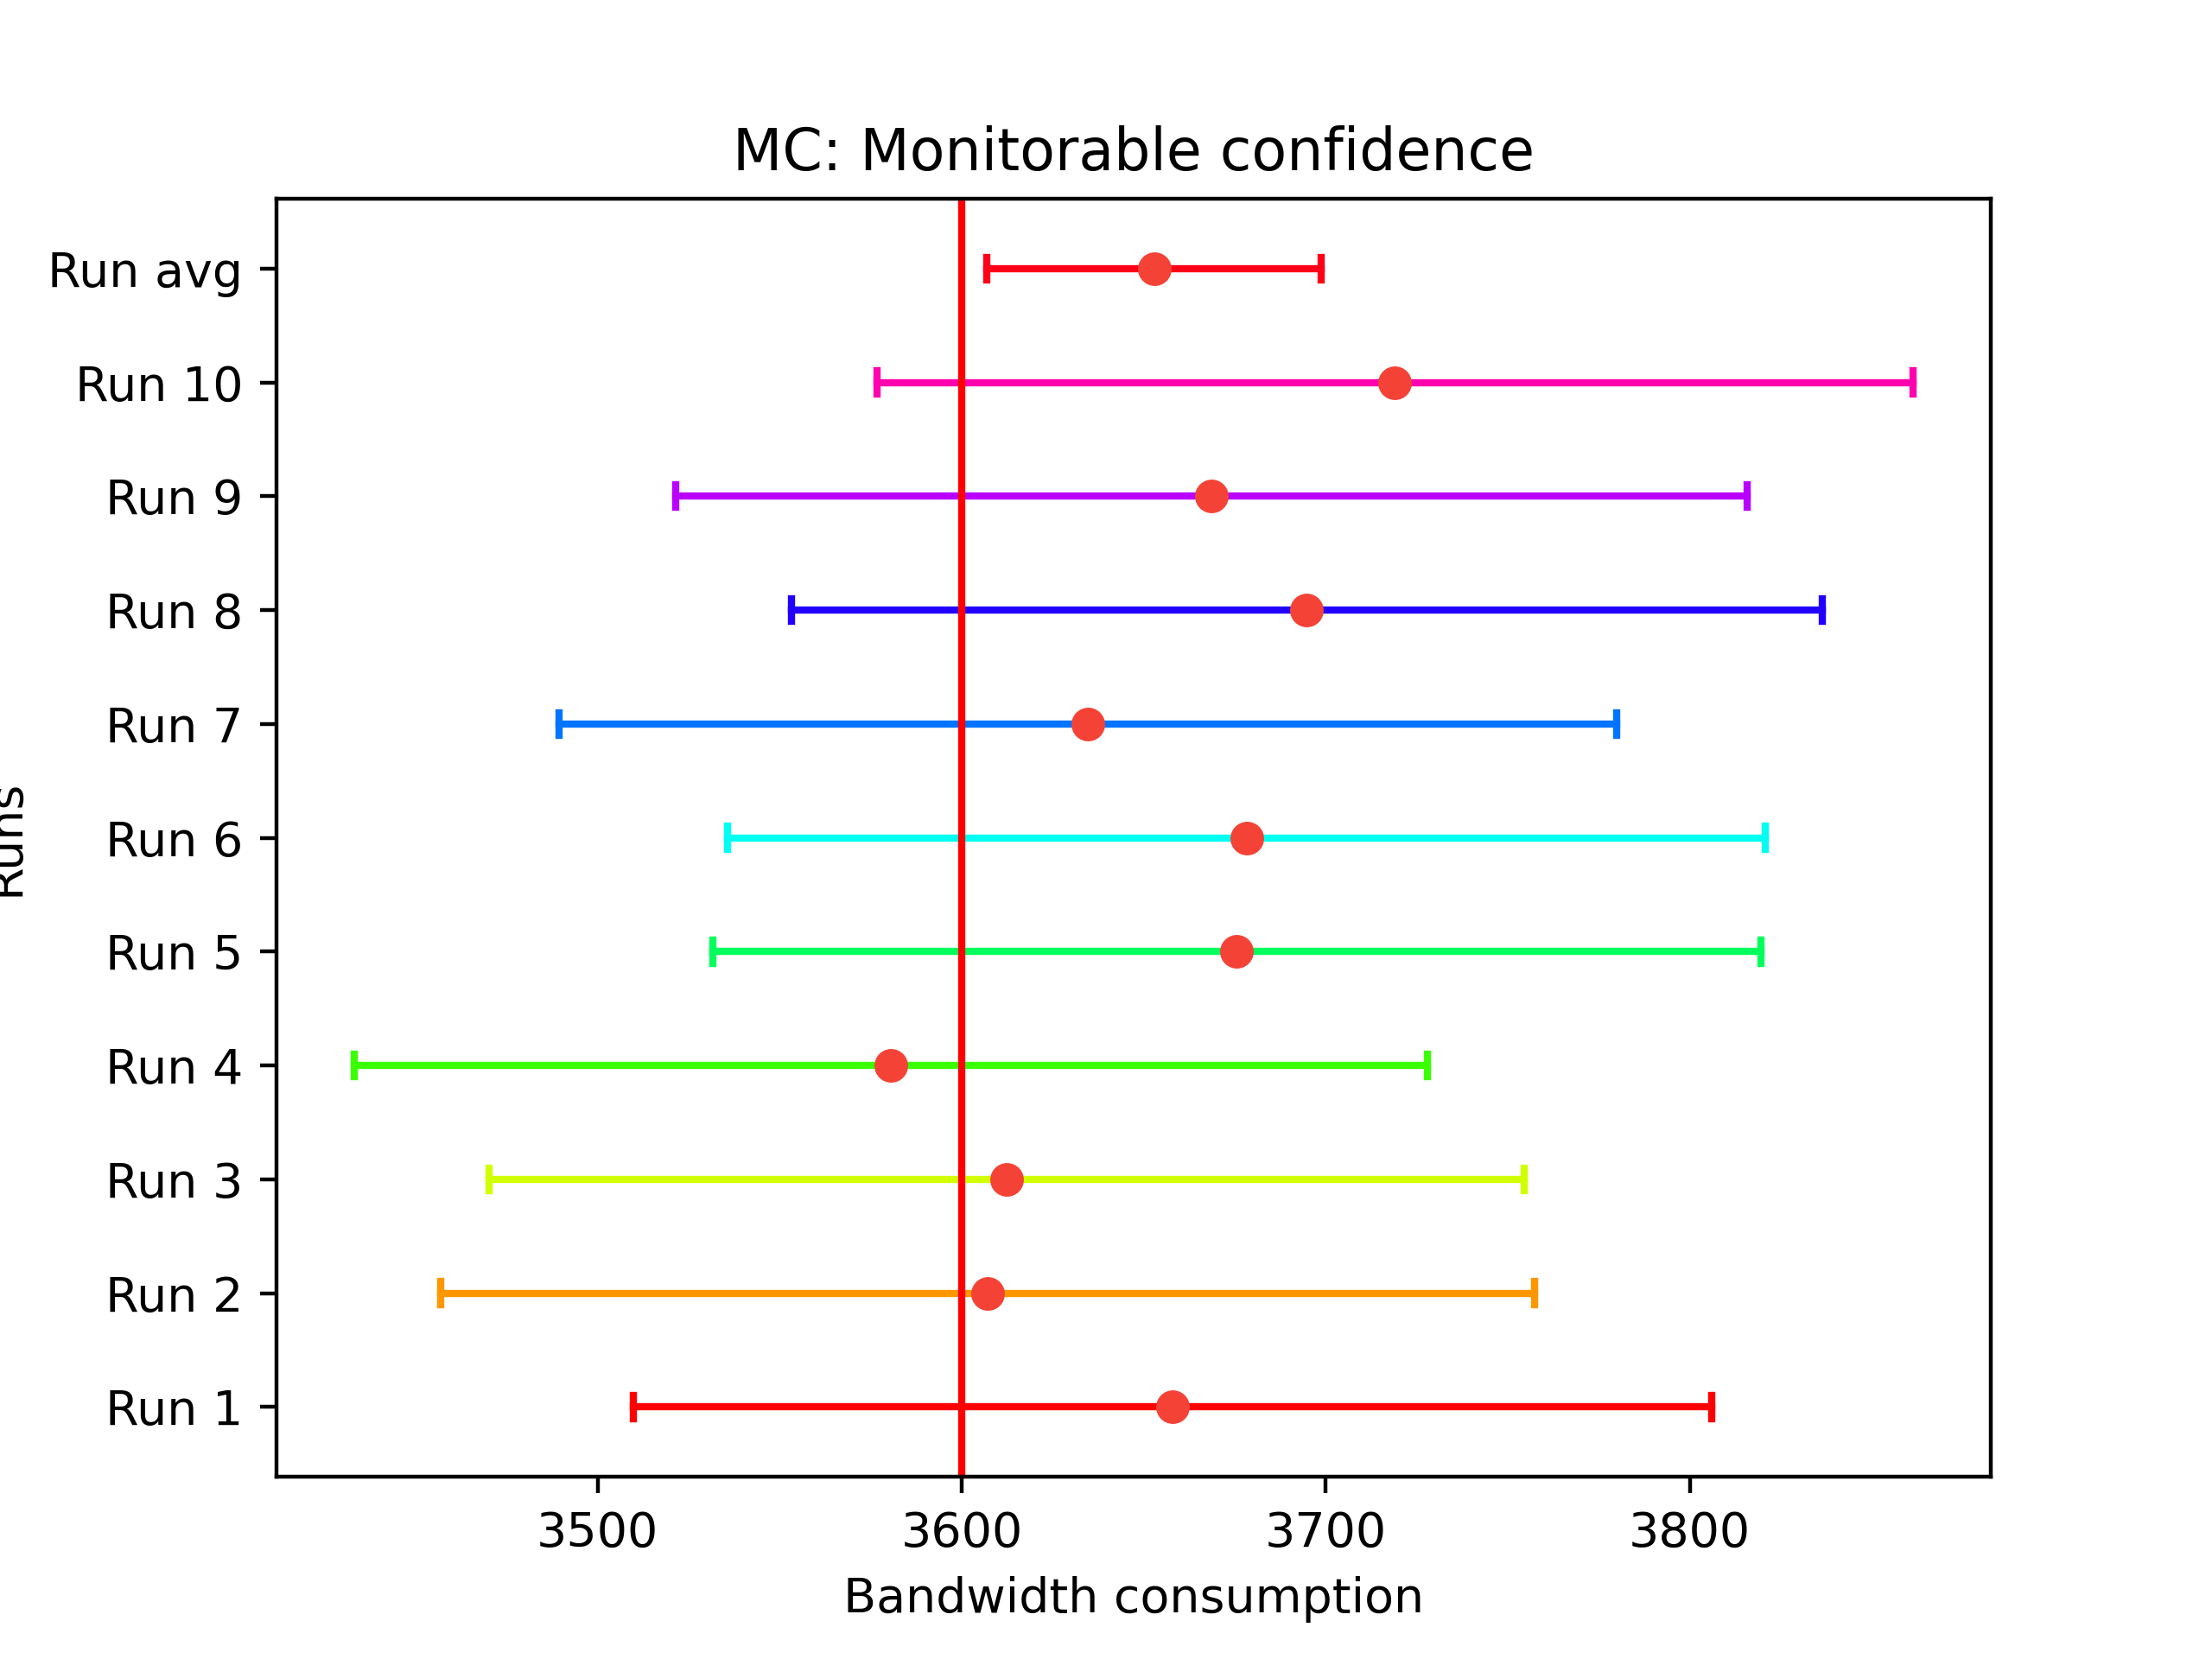 MC: Monitorable confidence
Run avg
Run 10
Run 9
Run 8
Run 7
Run 6
Runs
Run 5
Run 4
Run 3
Run 2
Run 1
3500 3600 3700 3800
Bandwidth consumption